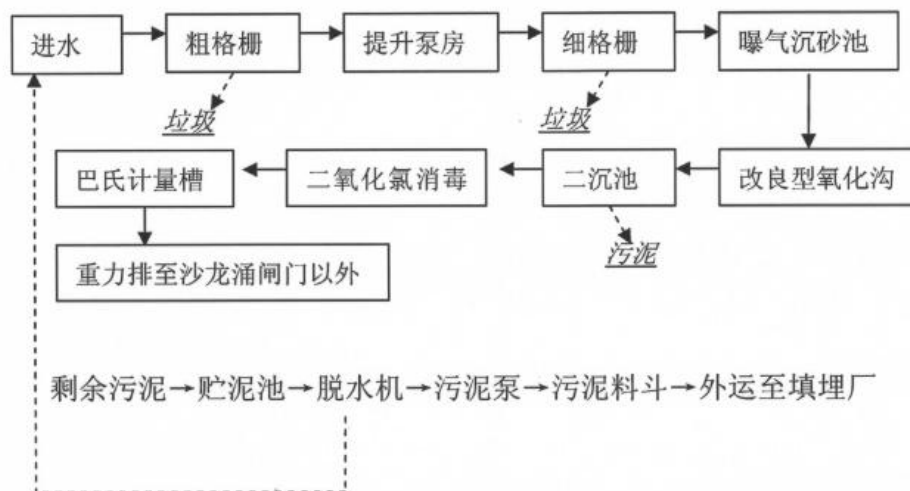 进水 粗格栅 提升泵房 细格栅 曝气沉砂池
垃圾 垃圾
巴氏计量槽 二氧化氯消毒 二沉池 改良型氧化沟
污泥
重力排至沙龙涌闸门以外
剩余污泥→贮泥池→脱水机→污泥泵→污泥料斗→外运至填埋厂